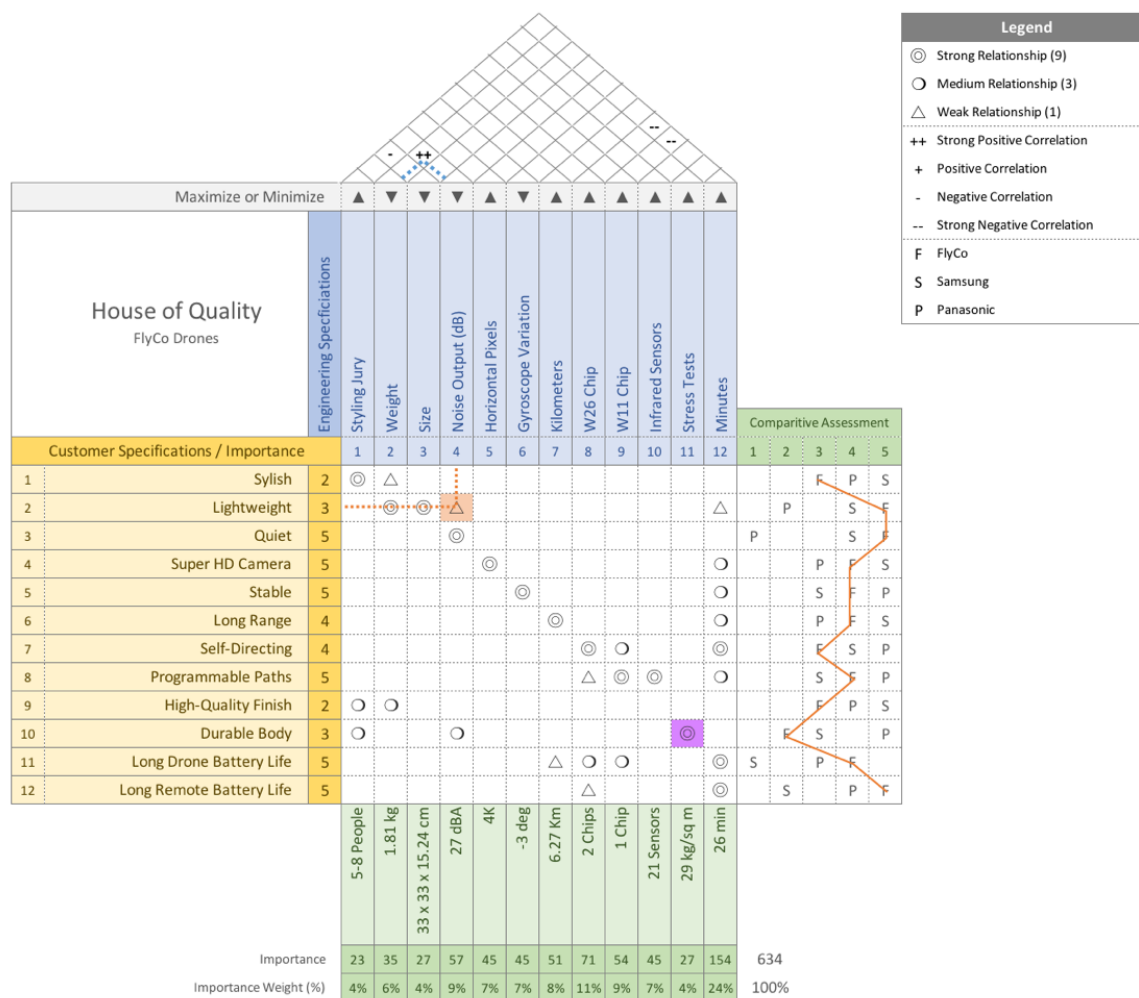 Legend
Strong Relationship (9)
Medium Relationship (3)
Weak Relationship (1)
++ Strong Positive Correlation
+ Positive Correlation
- Negative Correlation
-- Strong Negative Correlation
F FlyCo
S Samsung
P Panasonic
--
--
- ++
Maximize or Minimize
House of Quality
FlyCo Drones
Engineering Specficiations
Styling Jury
Weight
Size
Noise Output (dB)
Horizontal Pixels
Gyroscope Variation
Kilometers
W26 Chip
W11 Chip
Infrared Sensors
Stress Tests
Minutes
Comparitive Assessment
Customer Specifications / Importance 1 2 3 4 5 6 7 8 9 10 11 12 1 2 3 4 5
1 Sylish 2 F P S
2 Lightweight 3 P S F
3 Quiet 5 P S F
4 Super HD Camera 5 P F S
5 Stable 5 S F P
6 Long Range 4 P F S
7 Self-Directing 4 F S P
8 Programmable Paths 5 S F P
9 High-Quality Finish 2 F P S
10 Durable Body 3 F S P
11 Long Drone Battery Life 5 S P F
12 Long Remote Battery Life 5 S P F
5-8 People
1.81 kg
33 x 33 x 15.24 cm
27 dBA
4K
-3 deg
6.27 Km
2 Chips
1 Chip
21 Sensors
29 kg/sq m
26 min
Importance 23 35 27 57 45 45 51 71 54 45 27 154 634
Importance Weight (%) 4% 6% 4% 9% 7% 7% 8% 11% 9% 7% 4% 24% 100%